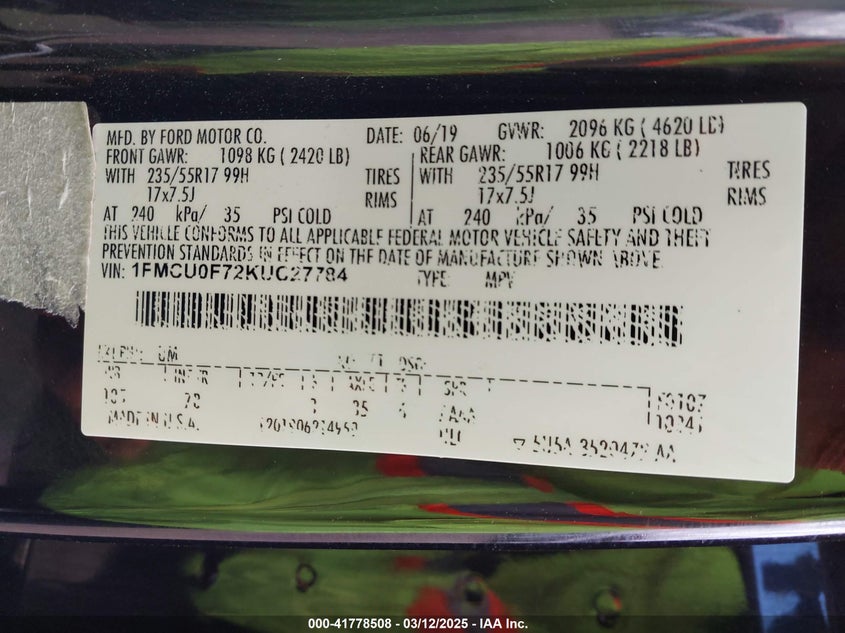 MFD. BY FORD MOTOR CO. DATE: 06/19 GVWR: 2096 KG (4620 LB)
FRONT GAWR: 1098 KG (2420 LB) REAR GAWR: 1006 KG (2218 LB)
WITH 235/55R17 99H TIRES WITH 235/55R17 99H TIRES
17x7.5J RIMS 17x7.5J RIMS
AT 240 kPa/ 35 PSI COLD AT 240 kPa/ 35 PSI COLD
THIS VEHICLE CONFORMS TO ALL APPLICABLE FEDERAL MOTOR VEHICLE SAFETY AND THEFT
PREVENTION STANDARDS IN EFFECT ON THE DATE OF MANUFACTURE SHOWN ABOVE.
VIN: 1FMCU0F72KUC27784 TYPE: MPV
UM
MADE IN U.S.A.
000-41778508 - 03/12/2025 - IAA Inc.